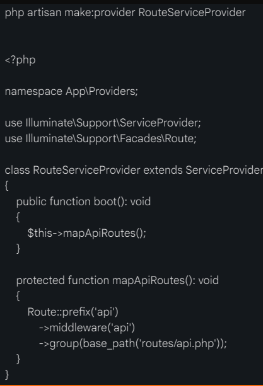 php artisan make:provider RouteServiceProvider
<?php
namespace App\Providers;
use Illuminate\Support\ServiceProvider;
use Illuminate\Support\Facades\Route;
class RouteServiceProvider extends ServiceProvider
{
public function boot(): void
{
$this->mapApiRoutes();
}
protected function mapApiRoutes(): void
{
Route::prefix('api')
->middleware('api')
->group(base_path('routes/api.php'));
}
}